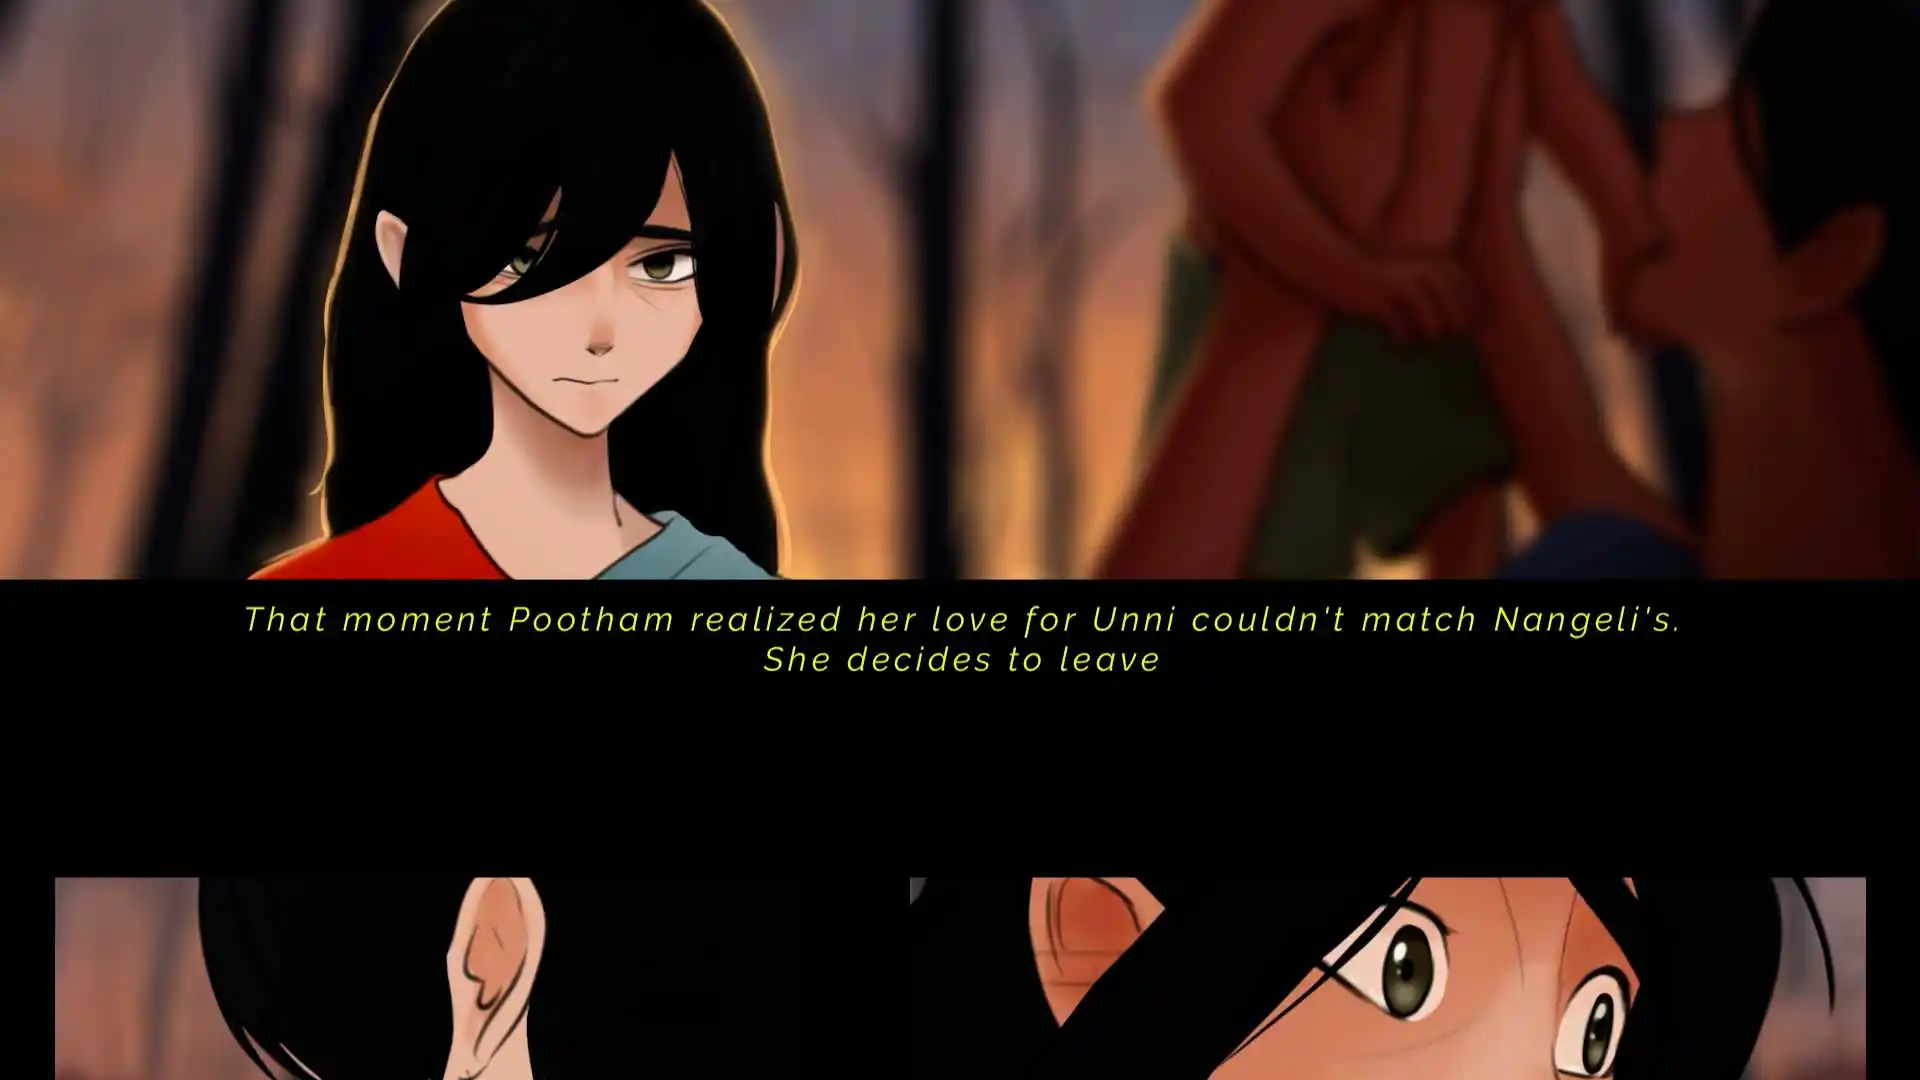 That moment Pootham realized her love for Unni couldn't match Nangeli's.
She decides to leave